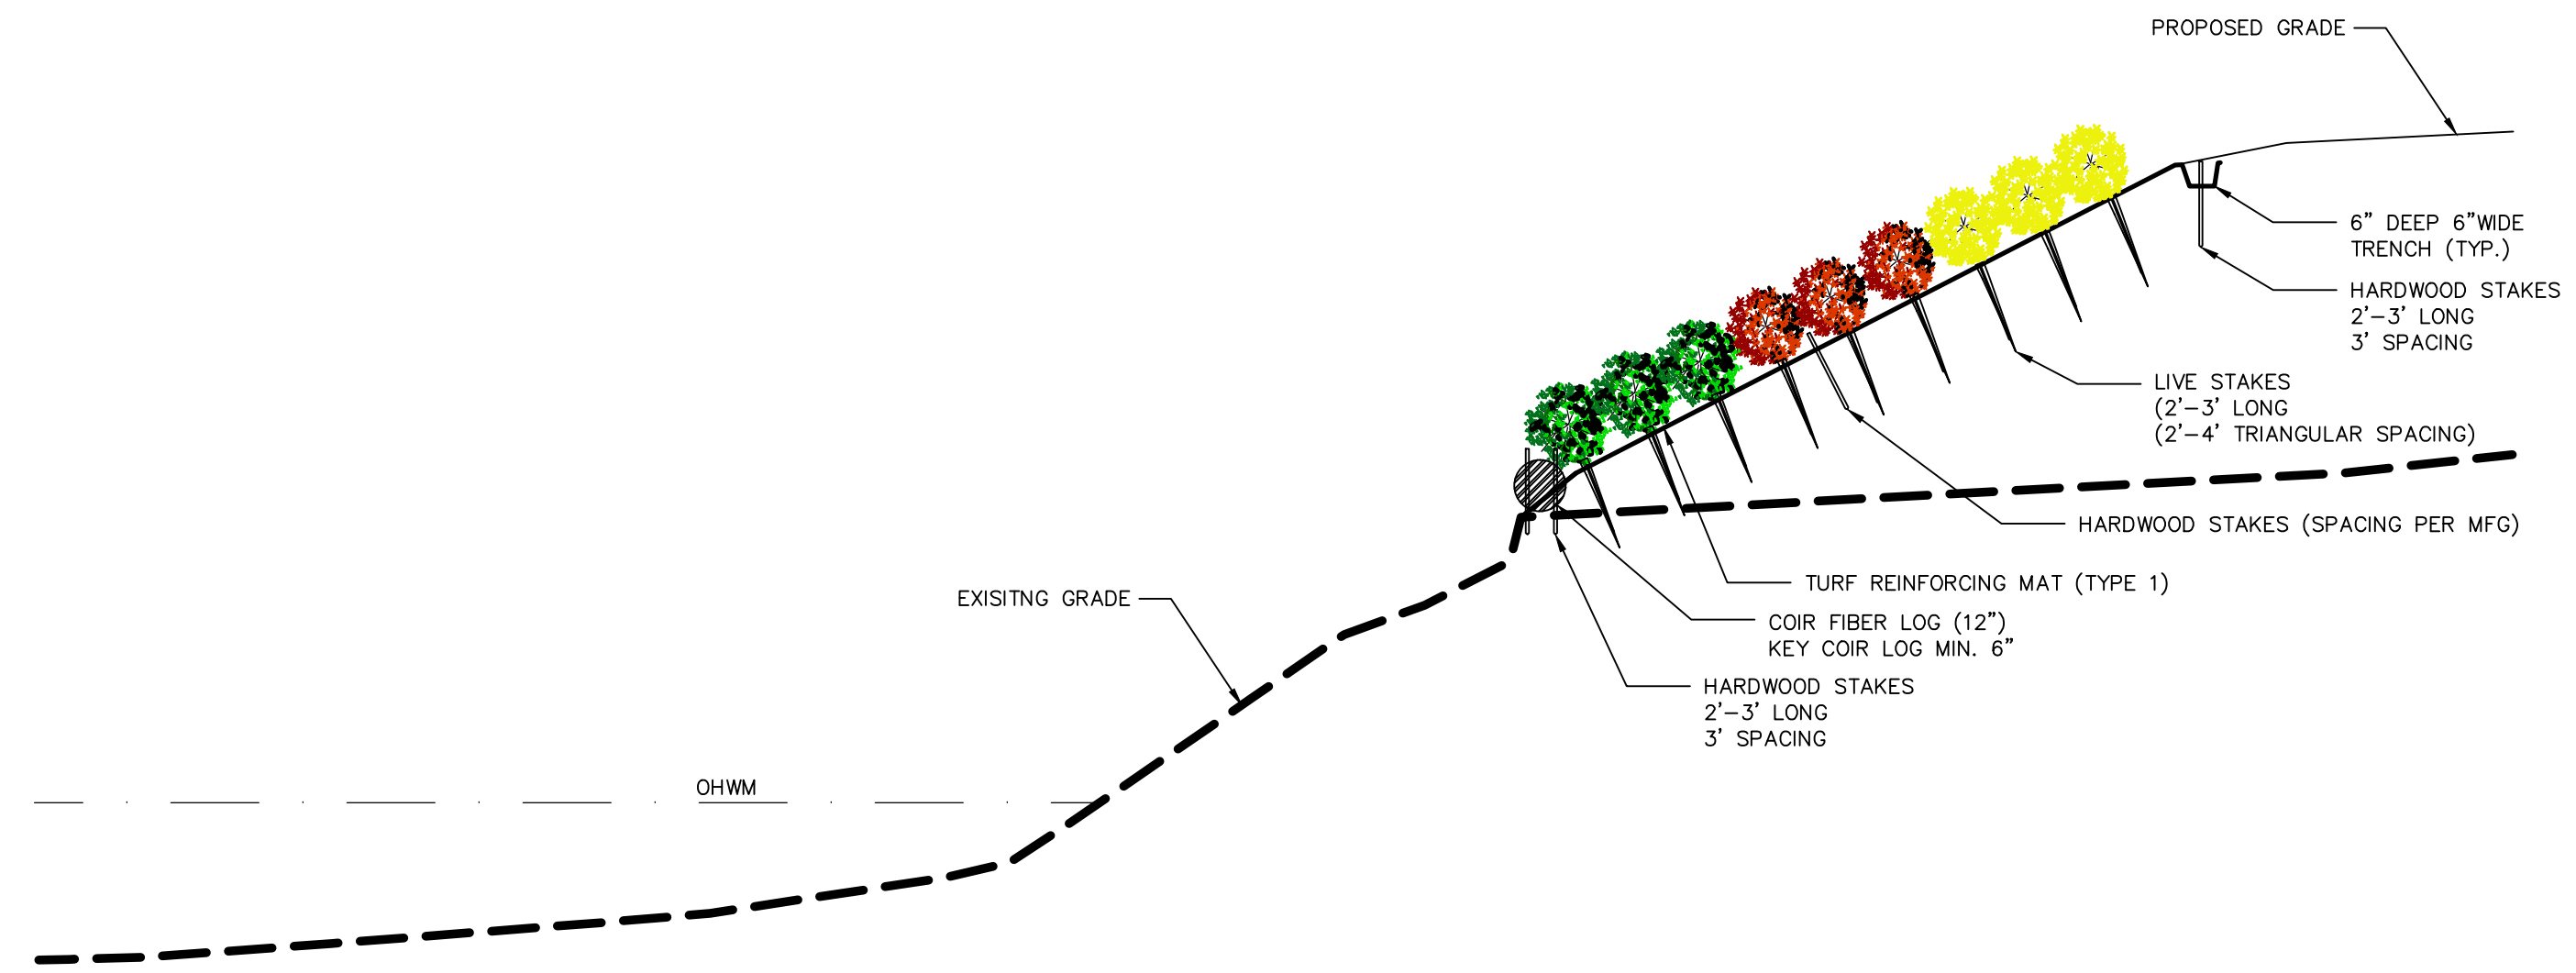 PROPOSED GRADE
6” DEEP 6”WIDE
TRENCH (TYP.)
HARDWOOD STAKES
2’-3’ LONG
3’ SPACING
LIVE STAKES
(2’-3’ LONG
(2’-4’ TRIANGULAR SPACING)
HARDWOOD STAKES (SPACING PER MFG)
TURF REINFORCING MAT (TYPE 1)
EXISITNG GRADE
COIR FIBER LOG (12”)
KEY COIR LOG MIN. 6”
HARDWOOD STAKES
2’-3’ LONG
3’ SPACING
OHWM